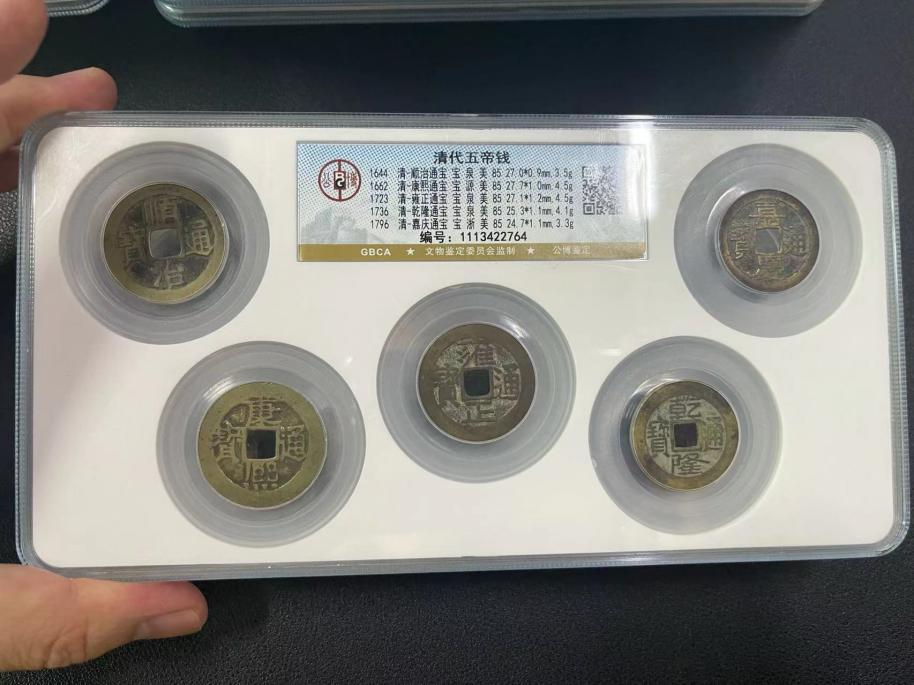 清代五帝钱
公 博
1644 清-顺治通宝 宝 泉 美 85 27.0*0.9mm,3.5g
1662 清-康熙通宝 宝 源 美 85 27.7*1.0mm,4.5g
1723 清-雍正通宝 宝 泉 美 85 27.1*1.2mm,4.5g
1736 清-乾隆通宝 宝 泉 美 85 25.3*1.1mm,4.1g
1796 清-嘉庆通宝 宝 浙 美 85 24.7*1.1mm,3.3g
编号：1113422764
GBCA ★ 文物鉴定委员会监制 ★ 公博鉴定
順治通寶
嘉慶通寶
康熙通寶
雍正通寶
乾隆通寶